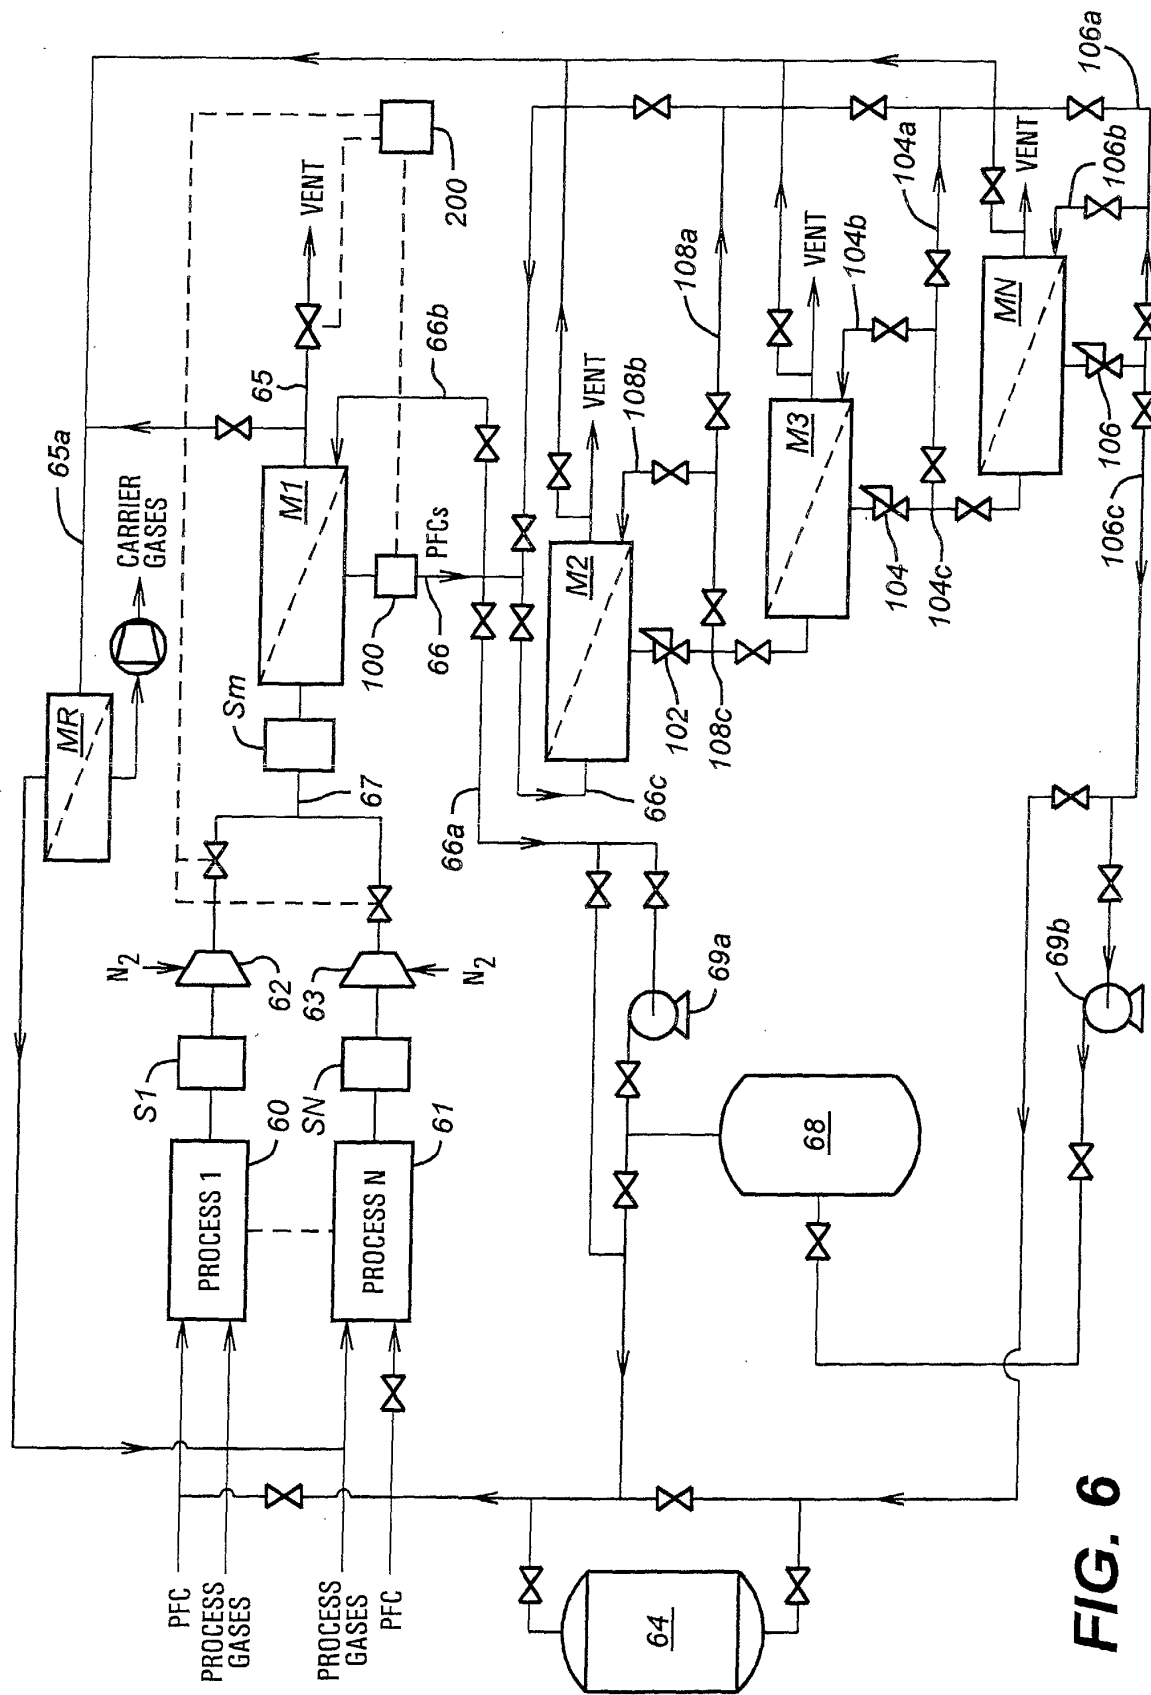 65a
MR
CARRIER
GASES
N2
62
S1
60
PROCESS 1
PFC
PROCESS
GASES
VENT
200
65
M1
Sm
67
63
N2
SN
61
PROCESS N
PROCESS
GASES
PFC
66b
PFCs
100
66
66a
66c
69a
68
64
VENT
108a
108b
M2
102
108c
VENT
104a
104b
M3
104
104c
106a
VENT
106b
MN
106
106c
69b
FIG. 6